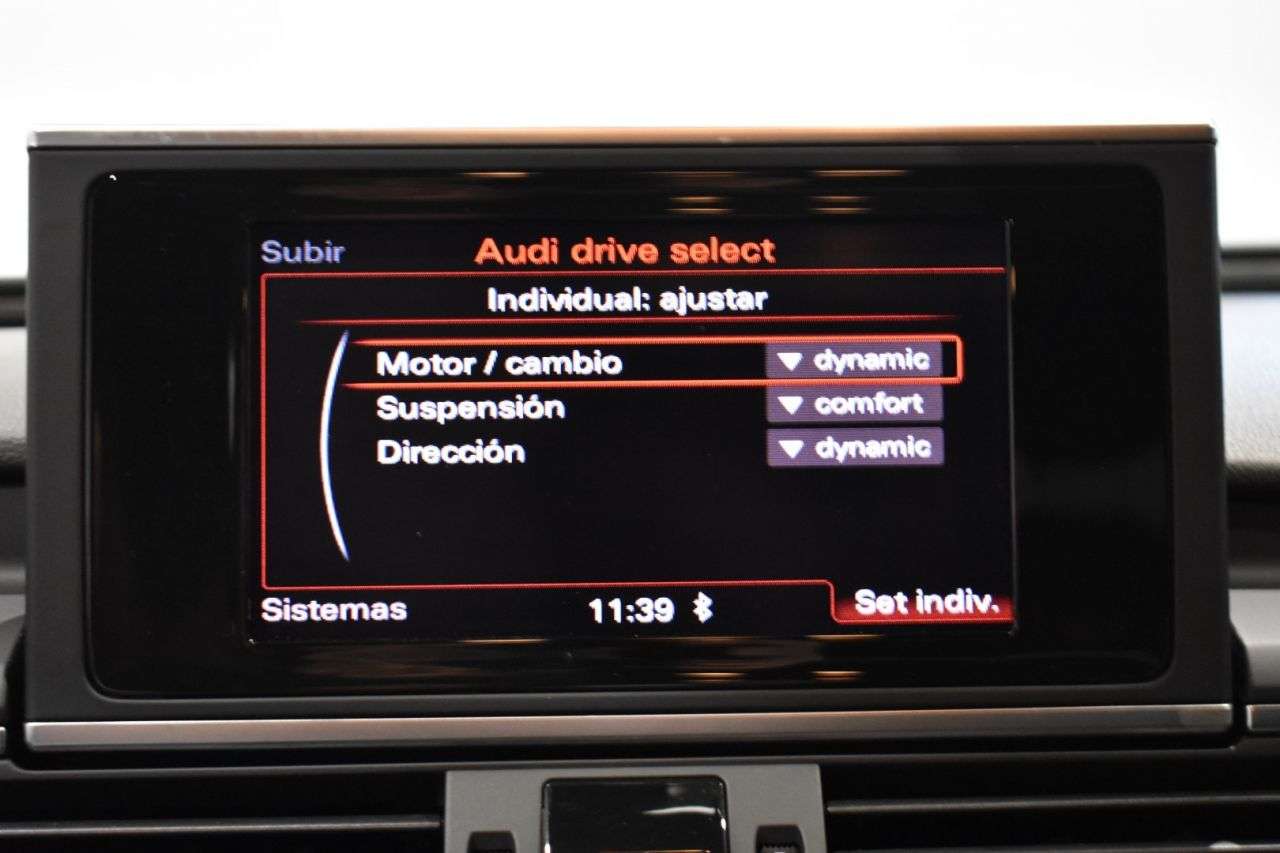 Subir Audi drive select
Individual: ajustar
Motor / cambio dynamic
Suspensión comfort
Dirección dynamic
Sistemas 11:39 Set indiv.